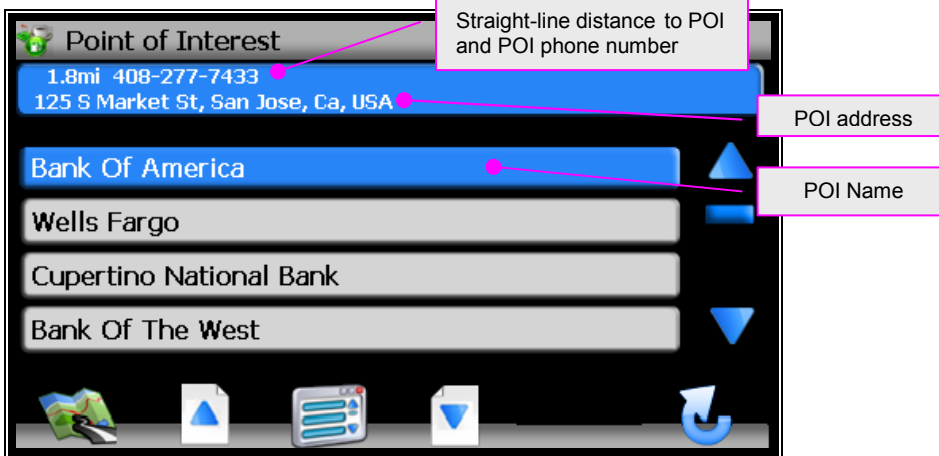 Straight-line distance to POI
and POI phone number
Point of Interest
1.8mi 408-277-7433
125 S Market St, San Jose, Ca, USA
POI address
Bank Of America
POI Name
Wells Fargo
Cupertino National Bank
Bank Of The West